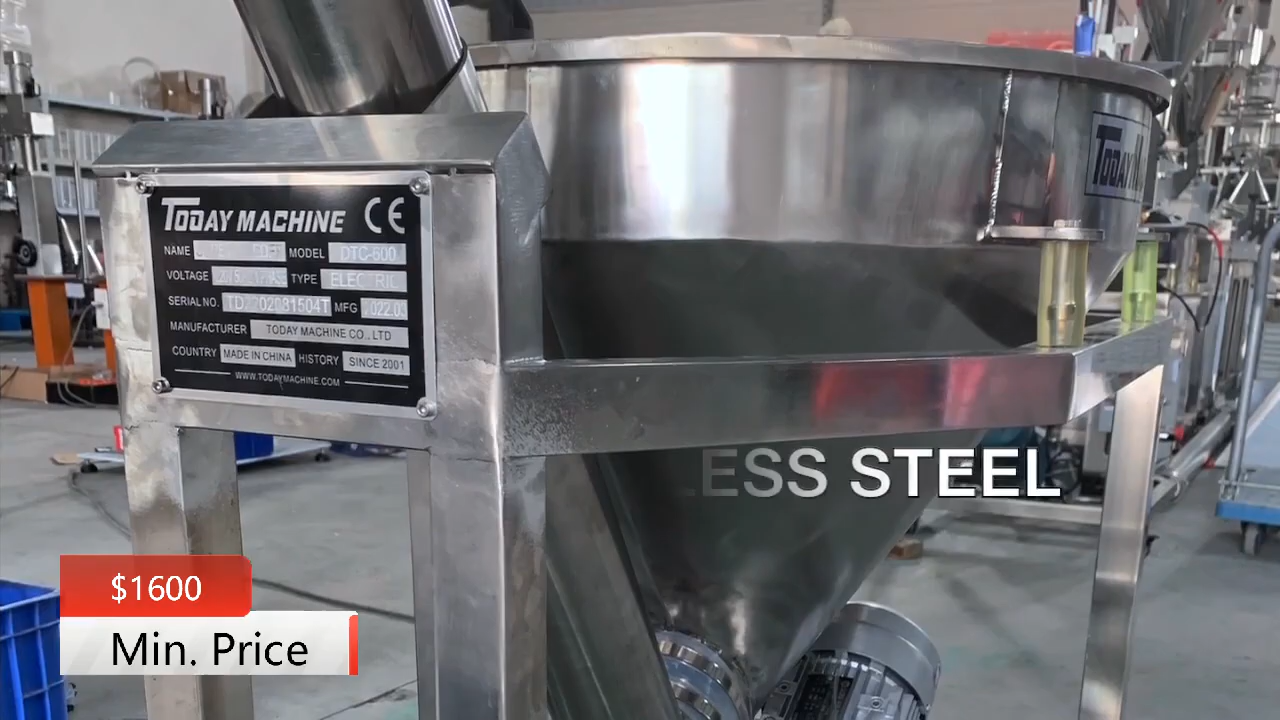 TODAY MACHINE CE
NAME MODEL DTC-600
VOLTAGE TYPE ELECTRIC
SERIAL NO. MFG
MANUFACTURER TODAY MACHINE CO., LTD
COUNTRY MADE IN CHINA HISTORY SINCE 2001
WWW.TODAYMACHINE.COM
TODAY
LESS STEEL
$1600
Min. Price